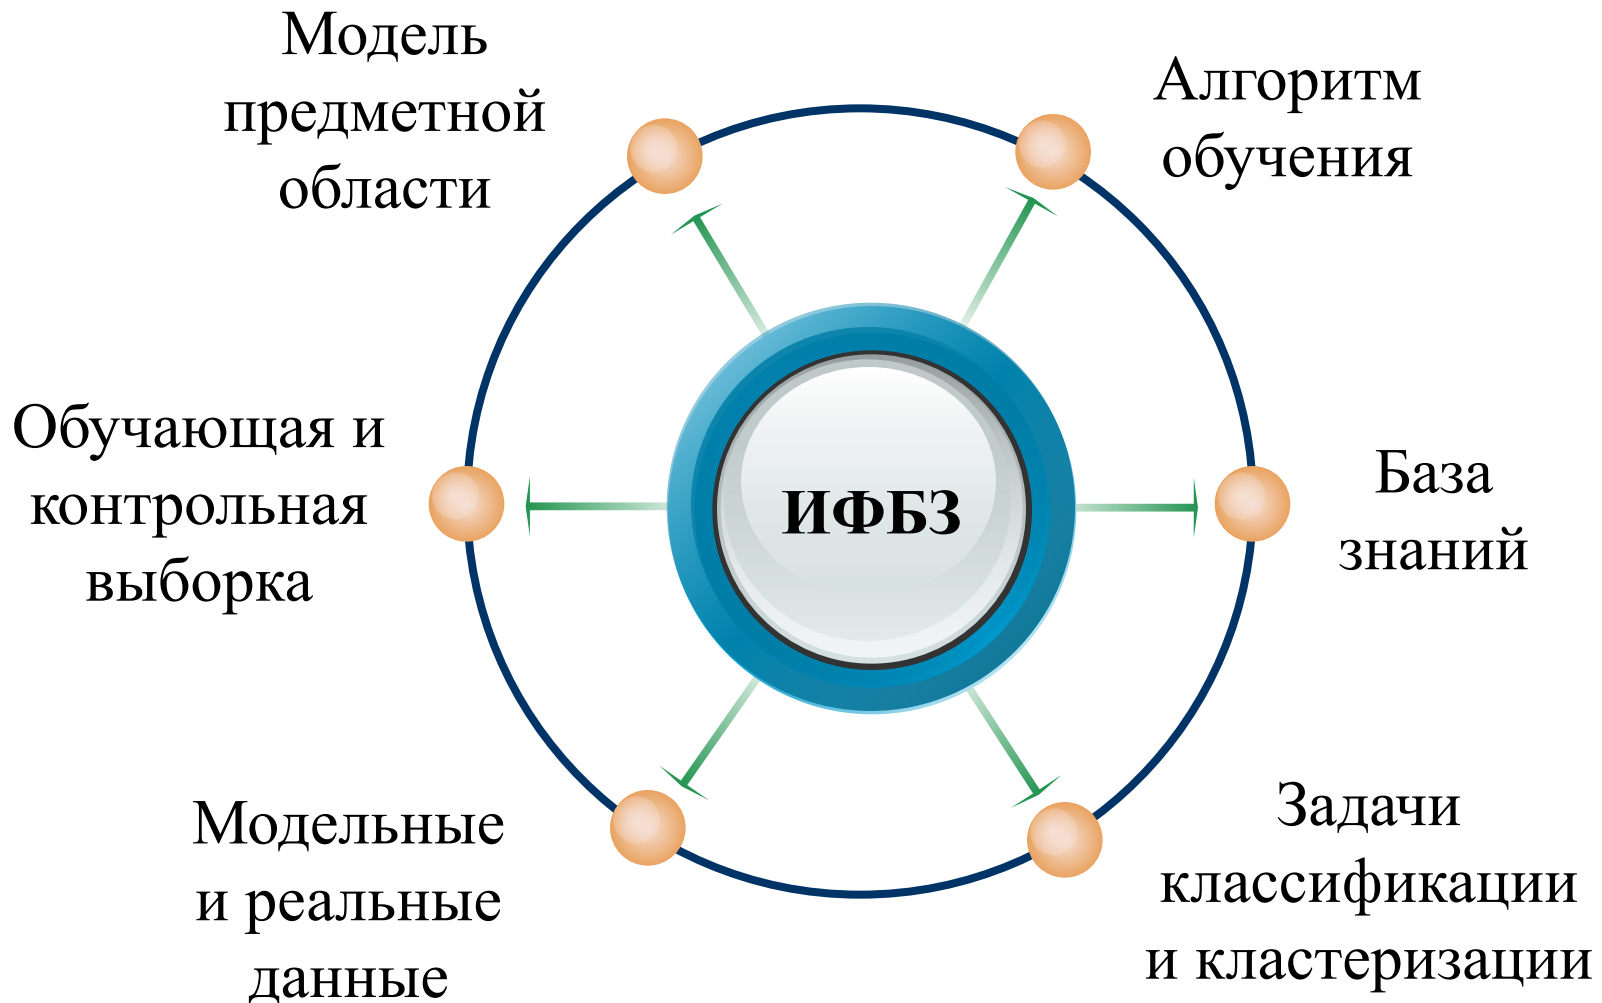 Модель
предметной
области
Алгоритм
обучения
Обучающая и
контрольная
выборка
ИФБЗ
База
знаний
Модельные
и реальные
данные
Задачи
классификации
и кластеризации